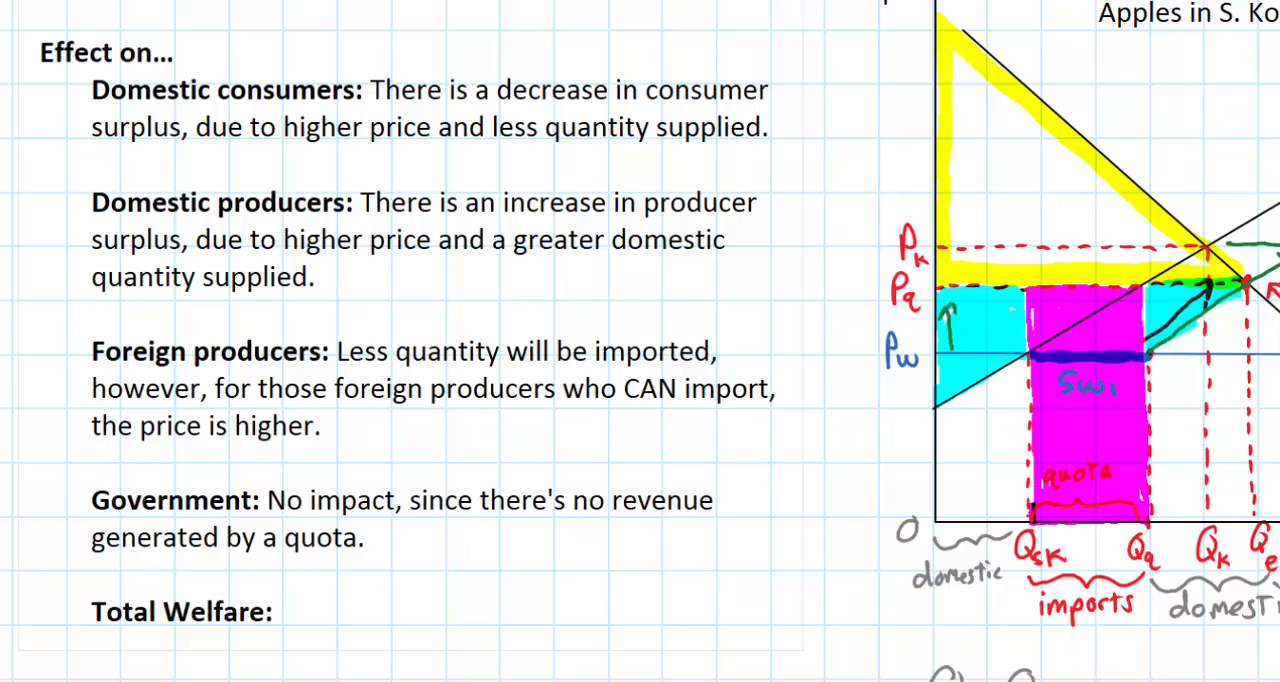 Apples in S. Ko
Effect on...
Domestic consumers: There is a decrease in consumer
surplus, due to higher price and less quantity supplied.
Domestic producers: There is an increase in producer
surplus, due to higher price and a greater domestic
quantity supplied.
Foreign producers: Less quantity will be imported,
however, for those foreign producers who CAN import,
the price is higher.
Government: No impact, since there's no revenue
generated by a quota.
Total Welfare:
Pk
Pq
Pw
Sw1
quota
O
Qsk Qq Qk Qe
domestic imports domesti